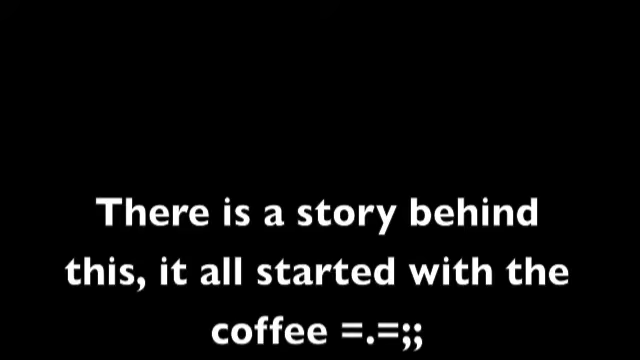 There is a story behind
this, it all started with the
coffee =.=;;